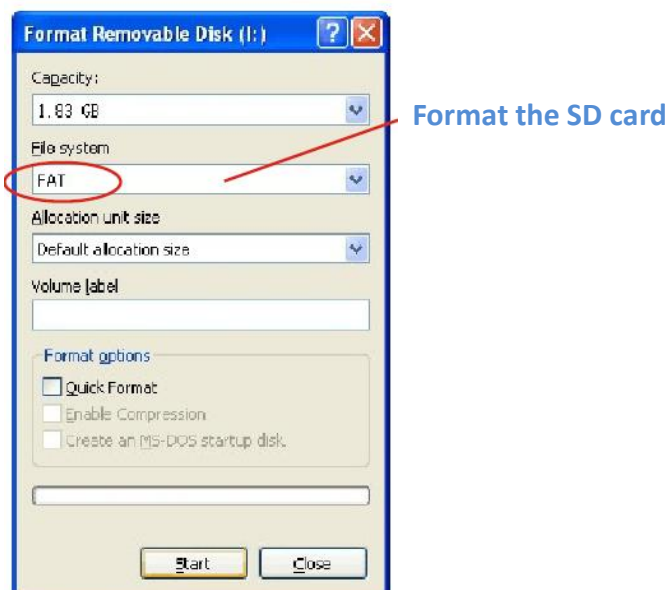 Format Removable Disk (I:)
Capacity:
1.83 GB
Format the SD card
File system
FAT
Allocation unit size
Default allocation size
Volume label
Format options
Quick Format
Enable Compression
Create an MS-DOS startup disk
Start
Close